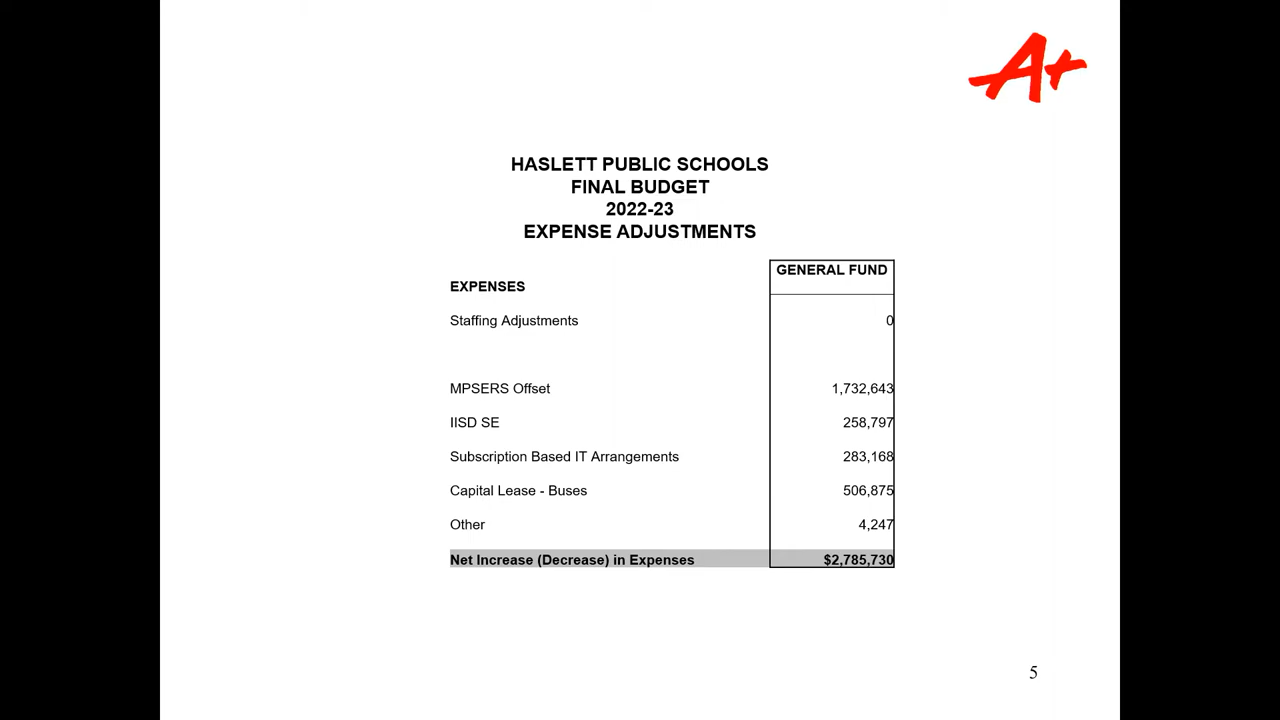 A+
HASLETT PUBLIC SCHOOLS
FINAL BUDGET
2022-23
EXPENSE ADJUSTMENTS
GENERAL FUND
EXPENSES
Staffing Adjustments 0
MPSERS Offset 1,732,643
IISD SE 258,797
Subscription Based IT Arrangements 283,168
Capital Lease - Buses 506,875
Other 4,247
Net Increase (Decrease) in Expenses $2,785,730
5